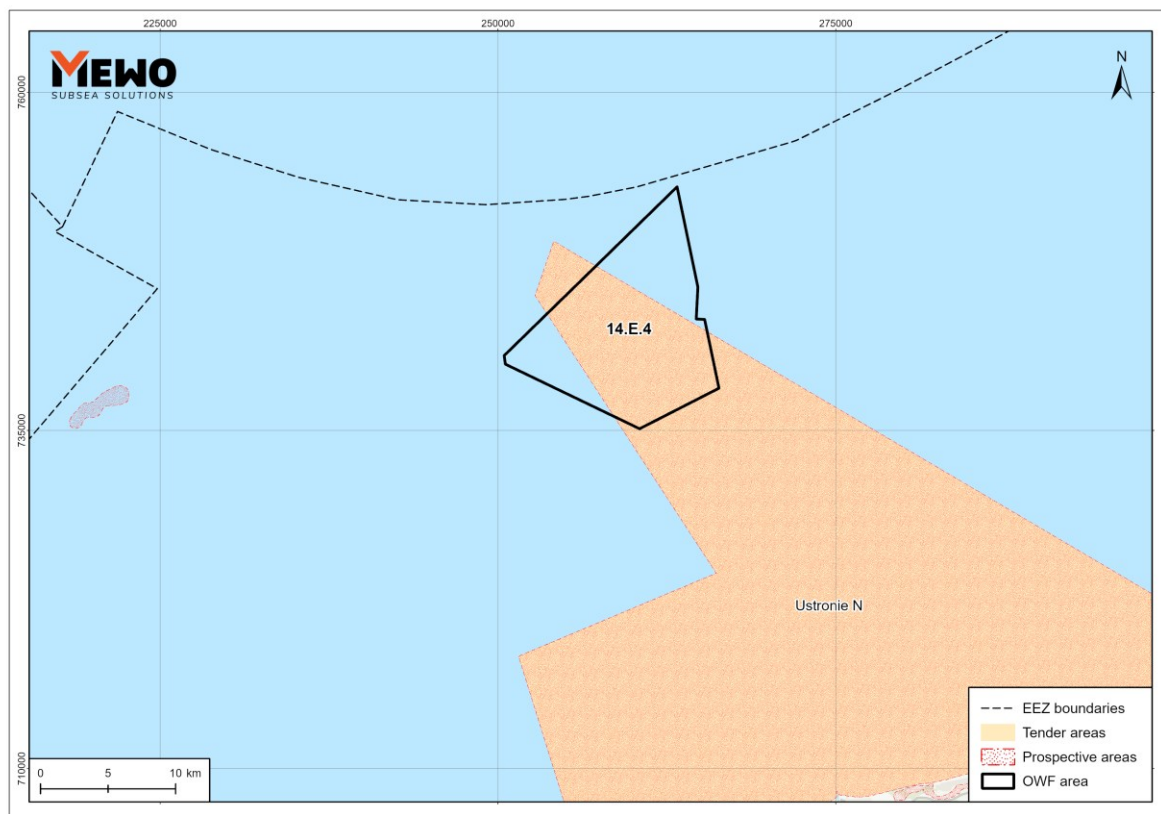 225000
250000
275000
MEWO
SUBSEA SOLUTIONS
N
760000
14.E.4
735000
Ustronie N
710000
0 5 10 km
EEZ boundaries
Tender areas
Prospective areas
OWF area